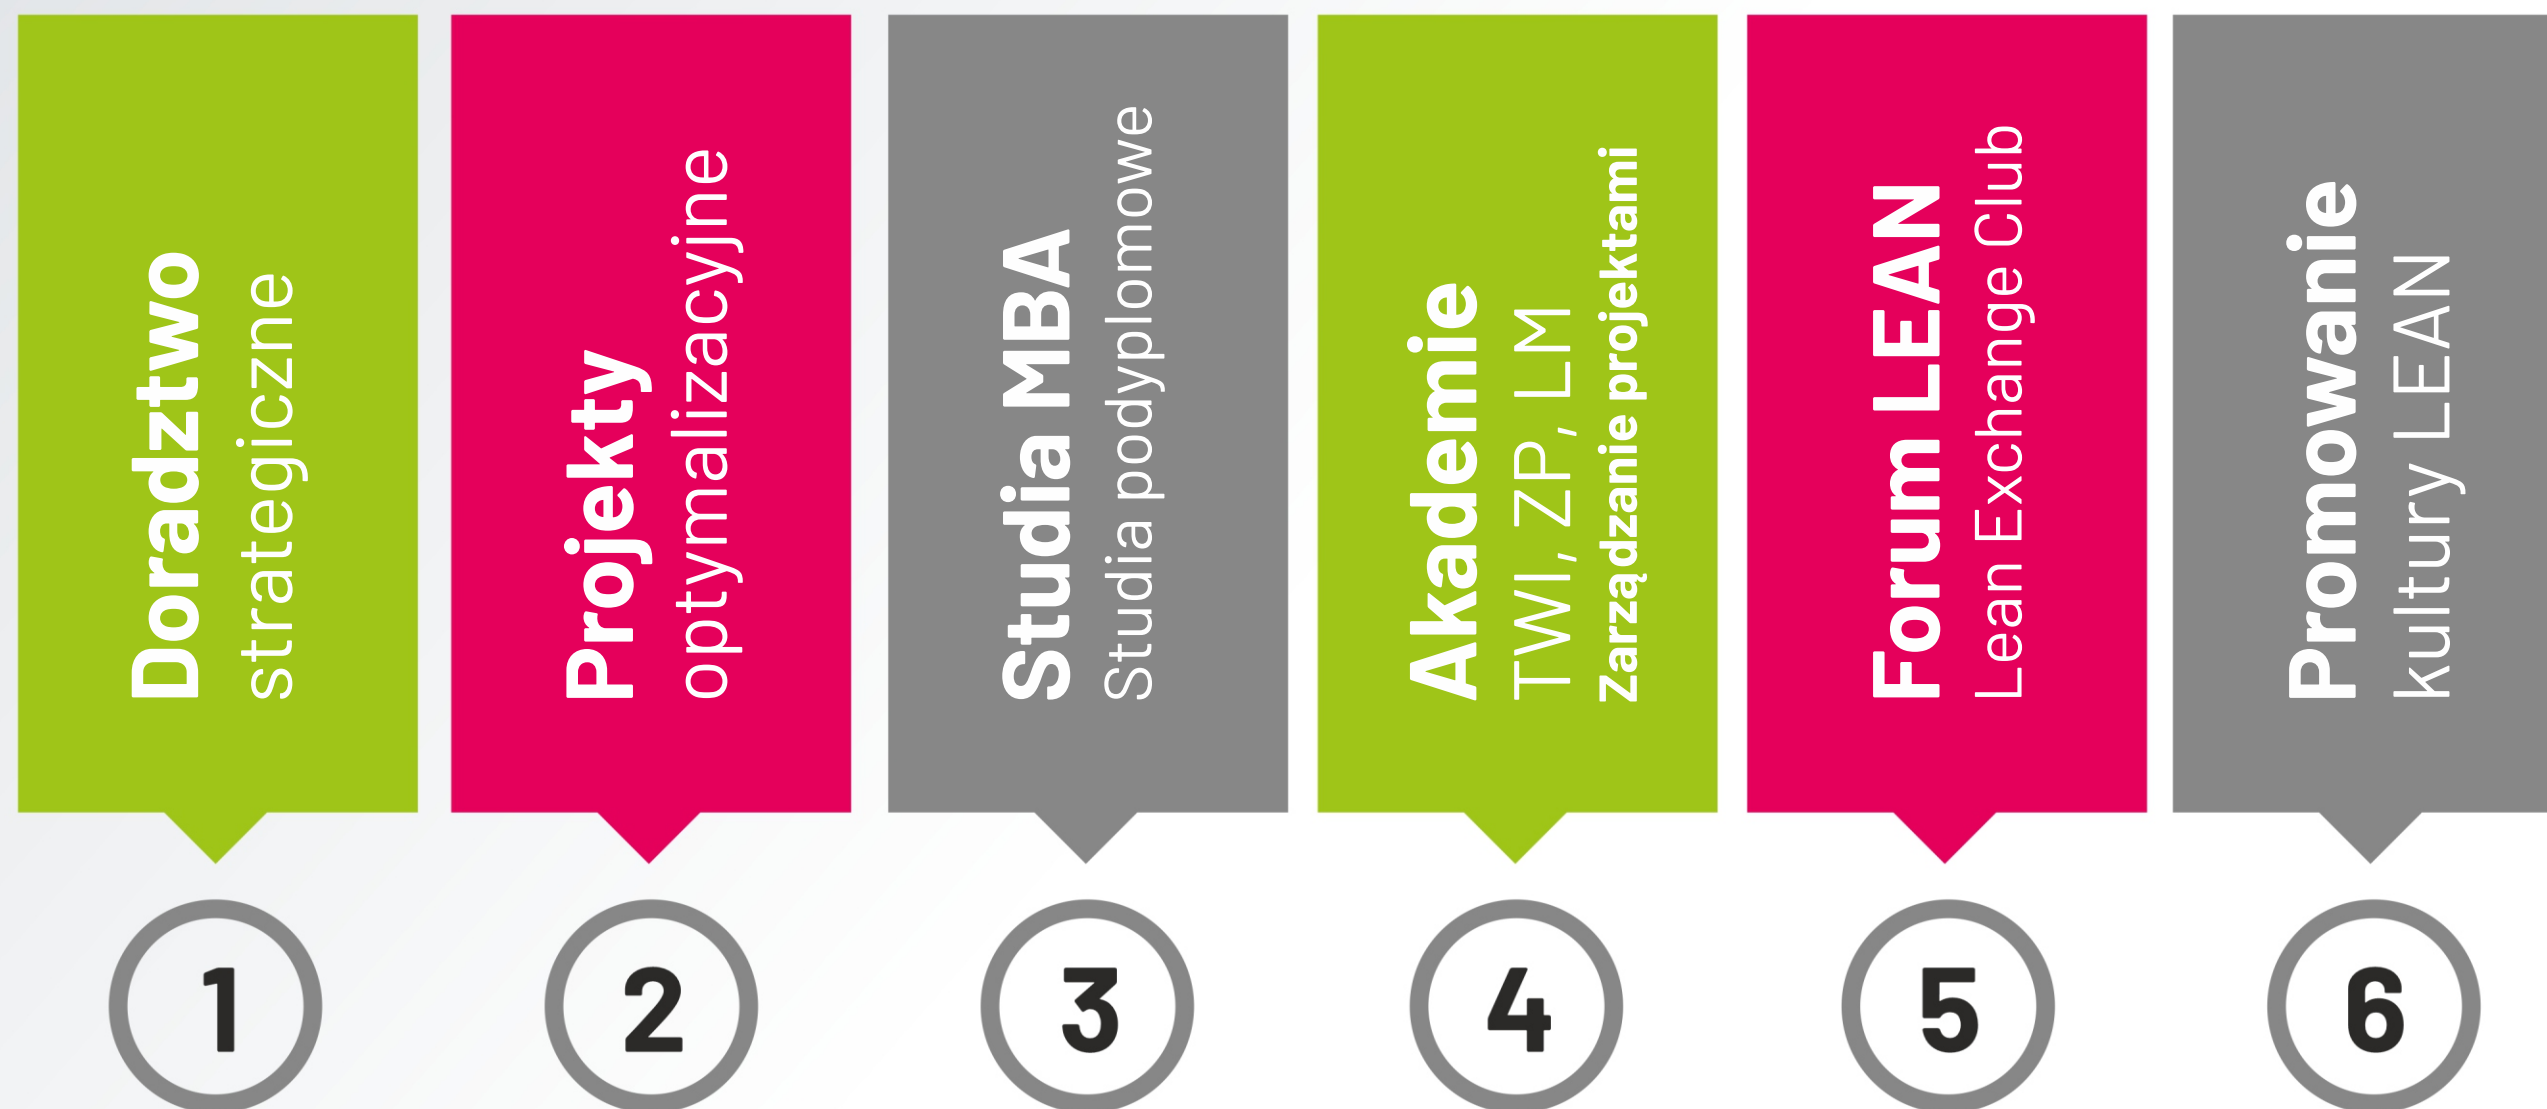 Doradztwo
strategiczne
1
Projekty
optymalizacyjne
2
Studia MBA
Studia podyplomowe
3
Akademie
TWI, ZP, LM
Zarządzanie projektami
4
Forum LEAN
Lean Exchange Club
5
Promowanie
kultury LEAN
6